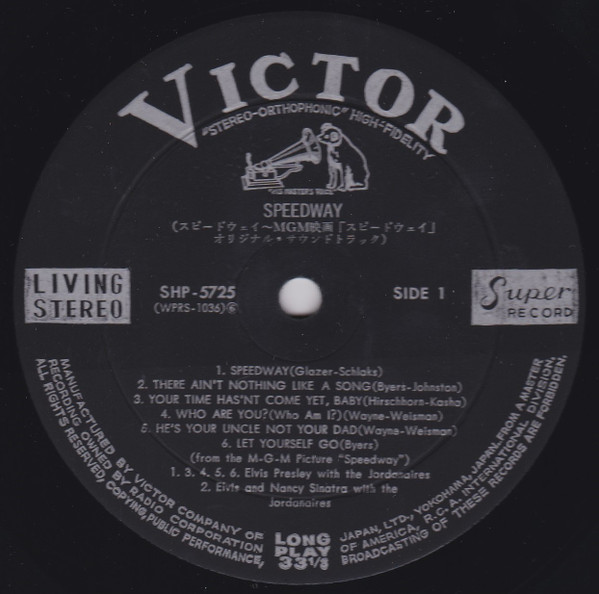 VICTOR
"STEREO-ORTHOPHONIC" HIGH-FIDELITY
"HIS MASTER'S VOICE"
SPEEDWAY
(スピードウェイ～MGM映画「スピードウェイ」
オリジナル・サウンドトラック)
LIVING
STEREO
SHP-5725
(WPRS-1036)⑥
SIDE 1
Super
RECORD
1. SPEEDWAY(Glazer-Schlaks)
2. THERE AIN'T NOTHING LIKE A SONG(Byers-Johnston)
3. YOUR TIME HAS'NT COME YET, BABY(Hirschhorn-Kasha)
4. WHO ARE YOU?(Who Am I?)(Wayne-Weisman)
5. HE'S YOUR UNCLE NOT YOUR DAD(Wayne-Weisman)
6. LET YOURSELF GO(Byers)
(from the M-G-M Picture "Speedway")
1. 3. 4. 5. 6. Elvis Presley with the Jordanaires
2. Elvis and Nancy Sinatra with the
Jordanaires
MANUFACTURED BY VICTOR COMPANY OF JAPAN, LTD., YOKOHAMA, JAPAN, FROM A MASTER
RECORDING OWNED BY RADIO CORPORATION OF AMERICA, R.C.A. INTERNATIONAL DIVISION.
ALL RIGHTS RESERVED, COPYING, PUBLIC PERFORMANCE, BROADCASTING OF THESE RECORDS ARE FORBIDDEN.
LONG
PLAY
33 1/3